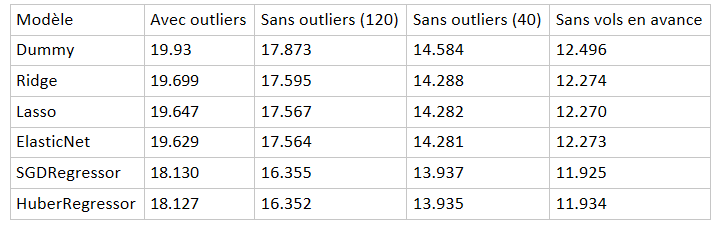 Modèle Avec outliers Sans outliers (120) Sans outliers (40) Sans vols en avance
Dummy 19.93 17.873 14.584 12.496
Ridge 19.699 17.595 14.288 12.274
Lasso 19.647 17.567 14.282 12.270
ElasticNet 19.629 17.564 14.281 12.273
SGDRegressor 18.130 16.355 13.937 11.925
HuberRegressor 18.127 16.352 13.935 11.934